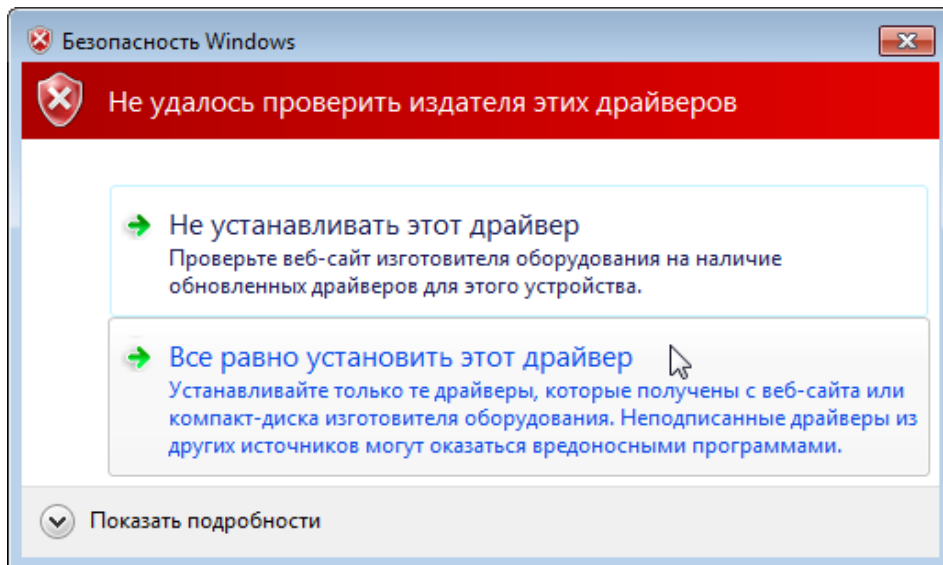 Безопасность Windows
Не удалось проверить издателя этих драйверов
Не устанавливать этот драйвер
Проверьте веб-сайт изготовителя оборудования на наличие
обновленных драйверов для этого устройства.
Все равно установить этот драйвер
Устанавливайте только те драйверы, которые получены с веб-сайта или
компакт-диска изготовителя оборудования. Неподписанные драйверы из
других источников могут оказаться вредоносными программами.
Показать подробности